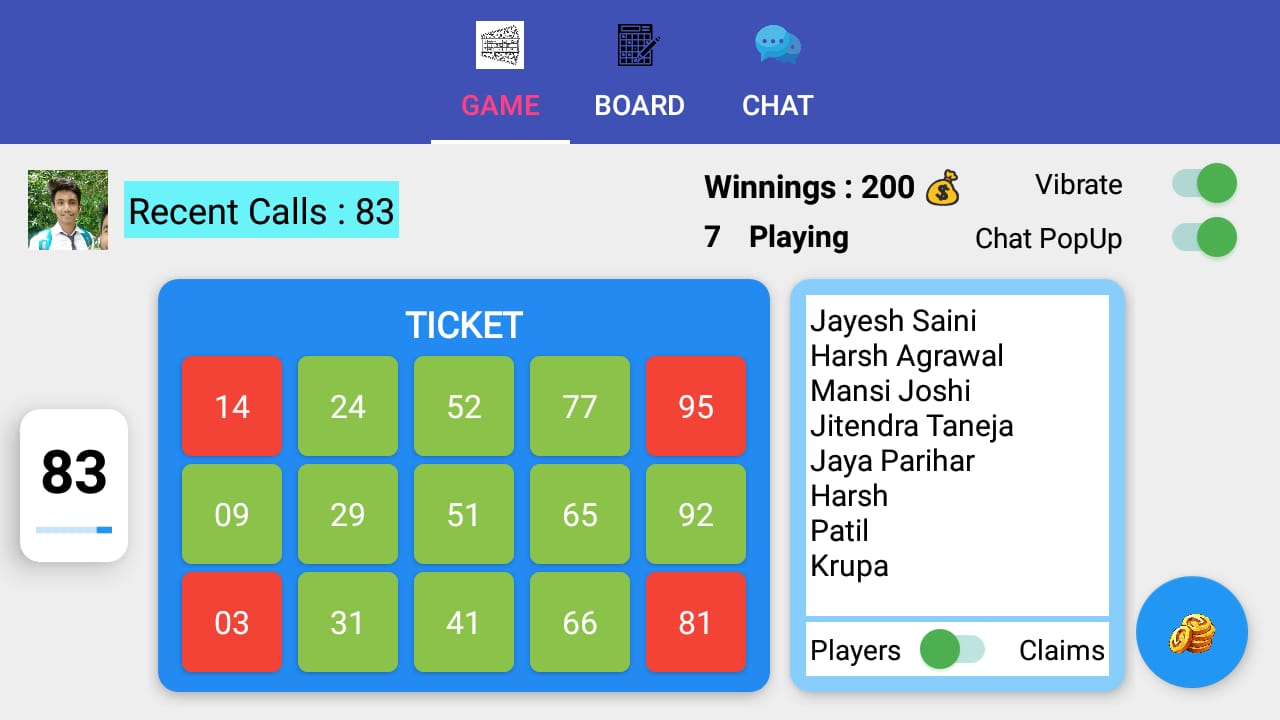 GAME BOARD CHAT
Recent Calls : 83
Winnings : 200 💰
Vibrate
7 Playing
Chat PopUp
83
TICKET
14 24 52 77 95
09 29 51 65 92
03 31 41 66 81
Jayesh Saini
Harsh Agrawal
Mansi Joshi
Jitendra Taneja
Jaya Parihar
Harsh
Patil
Krupa
Players Claims